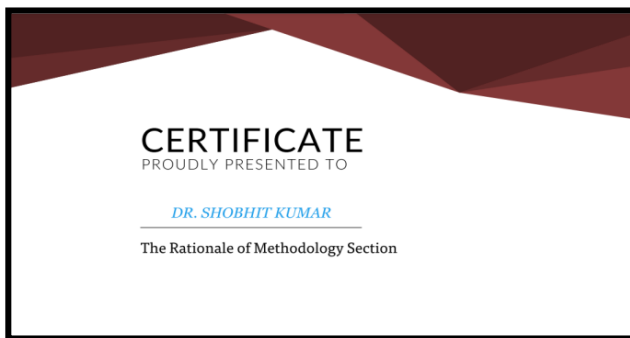 CERTIFICATE
PROUDLY PRESENTED TO
DR. SHOBHIT KUMAR
The Rationale of Methodology Section